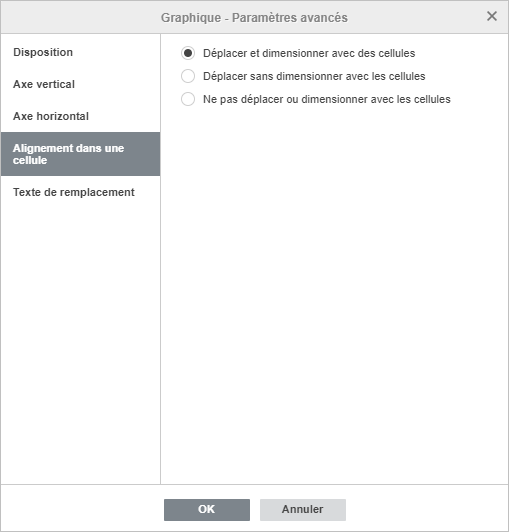 Graphique - Paramètres avancés
Disposition
Axe vertical
Axe horizontal
Alignement dans une
cellule
Texte de remplacement
Déplacer et dimensionner avec des cellules
Déplacer sans dimensionner avec les cellules
Ne pas déplacer ou dimensionner avec les cellules
OK
Annuler